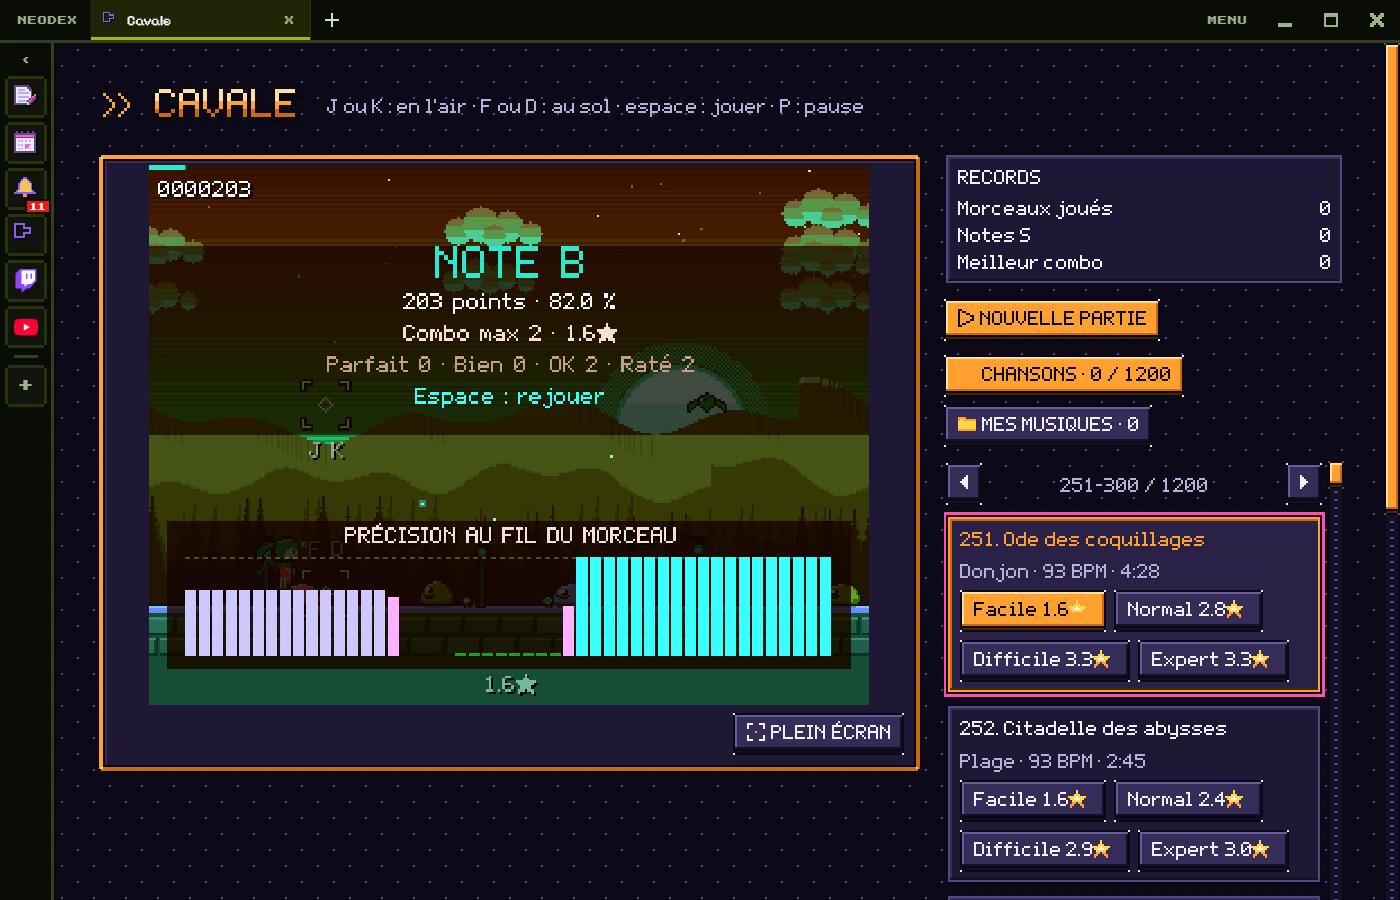 NEODEX
Cavale
MENU
11
CAVALE
J ou K : en l'air · F ou D : au sol · espace : jouer · P : pause
0000203
NOTE B
203 points · 82.0 %
Combo max 2 · 1.6★
Parfait 0 · Bien 0 · OK 2 · Raté 2
Espace : rejouer
J K
PRÉCISION AU FIL DU MORCEAU
F D
1.6★
PLEIN ÉCRAN
RECORDS
Morceaux joués 0
Notes S 0
Meilleur combo 0
NOUVELLE PARTIE
CHANSONS · 0 / 1200
MES MUSIQUES · 0
251-300 / 1200
251. Ode des coquillages
Donjon · 93 BPM · 4:28
Facile 1.6⭐ Normal 2.8⭐
Difficile 3.3⭐ Expert 3.3⭐
252. Citadelle des abysses
Plage · 93 BPM · 2:45
Facile 1.6⭐ Normal 2.4⭐
Difficile 2.9⭐ Expert 3.0⭐